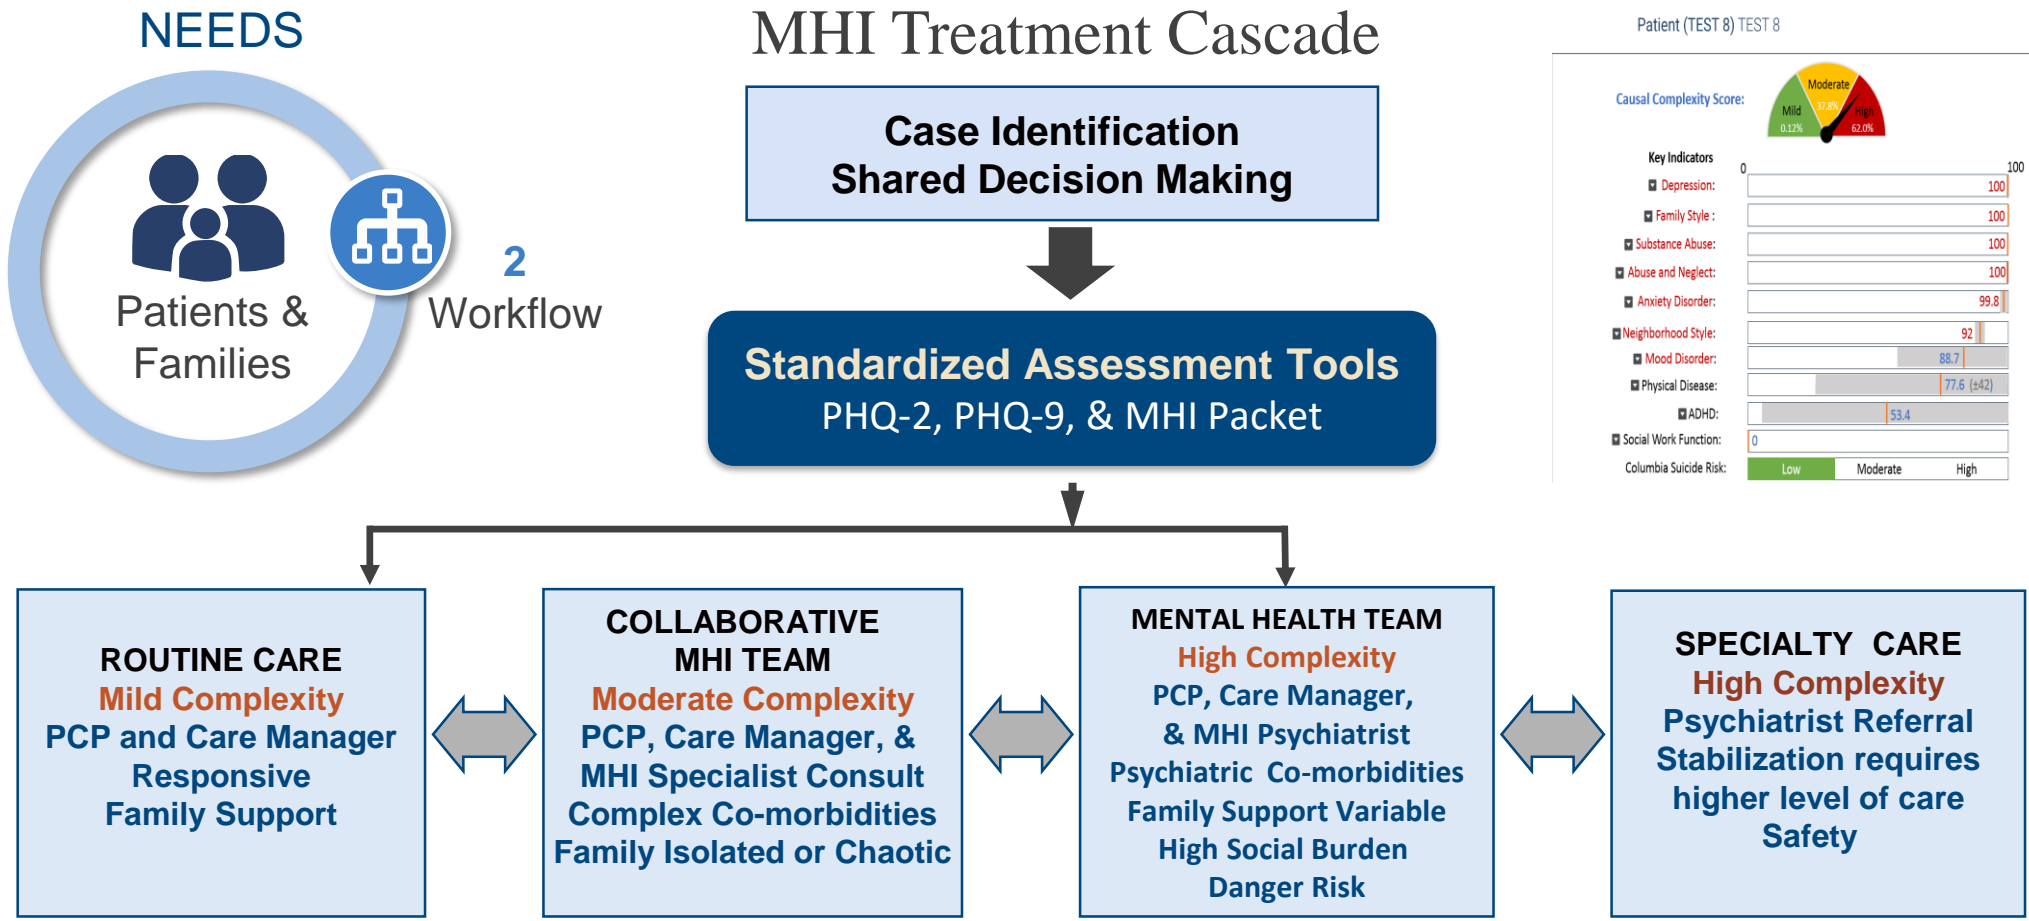 NEEDS
Patients &
Families
2
Workflow
MHI Treatment Cascade
Case Identification
Shared Decision Making
Standardized Assessment Tools
PHQ-2, PHQ-9, & MHI Packet
Patient (TEST 8) TEST 8
Causal Complexity Score:
Mild
0.12%
Moderate
37.8%
High
62.0%
Key Indicators
0 100
Depression: 100
Family Style : 100
Substance Abuse: 100
Abuse and Neglect: 100
Anxiety Disorder: 99.8
Neighborhood Style: 92
Mood Disorder: 88.7
Physical Disease: 77.6 (±42)
ADHD: 53.4
Social Work Function: 0
Columbia Suicide Risk: Low Moderate High
ROUTINE CARE
Mild Complexity
PCP and Care Manager
Responsive
Family Support
COLLABORATIVE
MHI TEAM
Moderate Complexity
PCP, Care Manager, &
MHI Specialist Consult
Complex Co-morbidities
Family Isolated or Chaotic
MENTAL HEALTH TEAM
High Complexity
PCP, Care Manager,
& MHI Psychiatrist
Psychiatric Co-morbidities
Family Support Variable
High Social Burden
Danger Risk
SPECIALTY CARE
High Complexity
Psychiatrist Referral
Stabilization requires
higher level of care
Safety